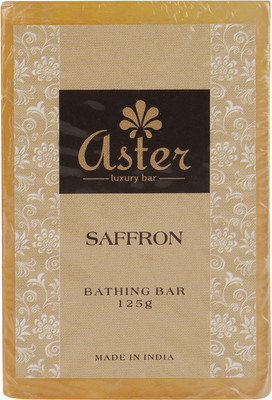 aster
luxury bar
SAFFRON
BATHING BAR
125g
MADE IN INDIA